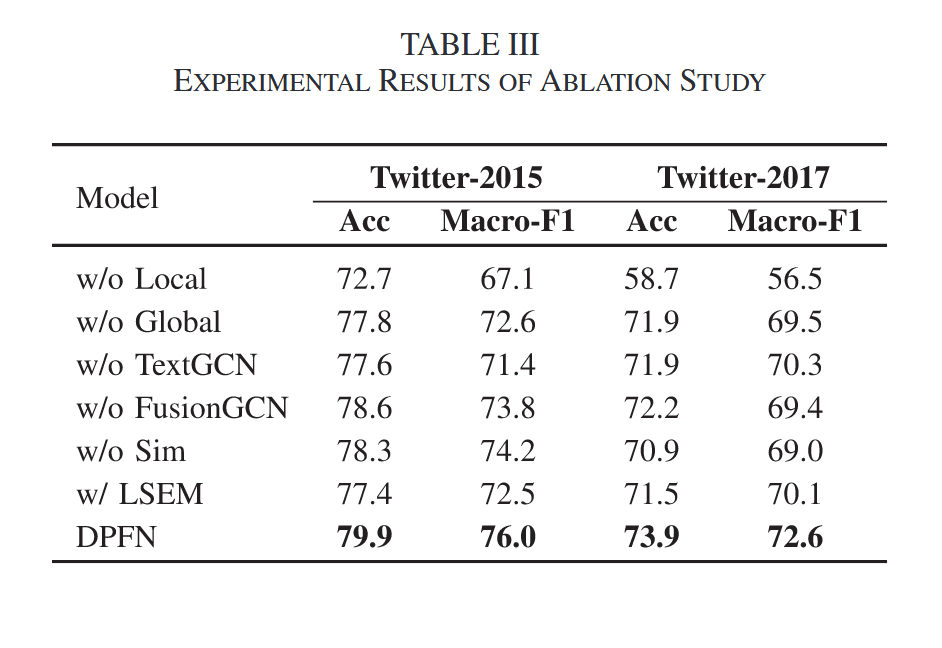 TABLE III
EXPERIMENTAL RESULTS OF ABLATION STUDY
Model Twitter-2015 Twitter-2017
Acc Macro-F1 Acc Macro-F1
w/o Local 72.7 67.1 58.7 56.5
w/o Global 77.8 72.6 71.9 69.5
w/o TextGCN 77.6 71.4 71.9 70.3
w/o FusionGCN 78.6 73.8 72.2 69.4
w/o Sim 78.3 74.2 70.9 69.0
w/ LSEM 77.4 72.5 71.5 70.1
DPFN 79.9 76.0 73.9 72.6